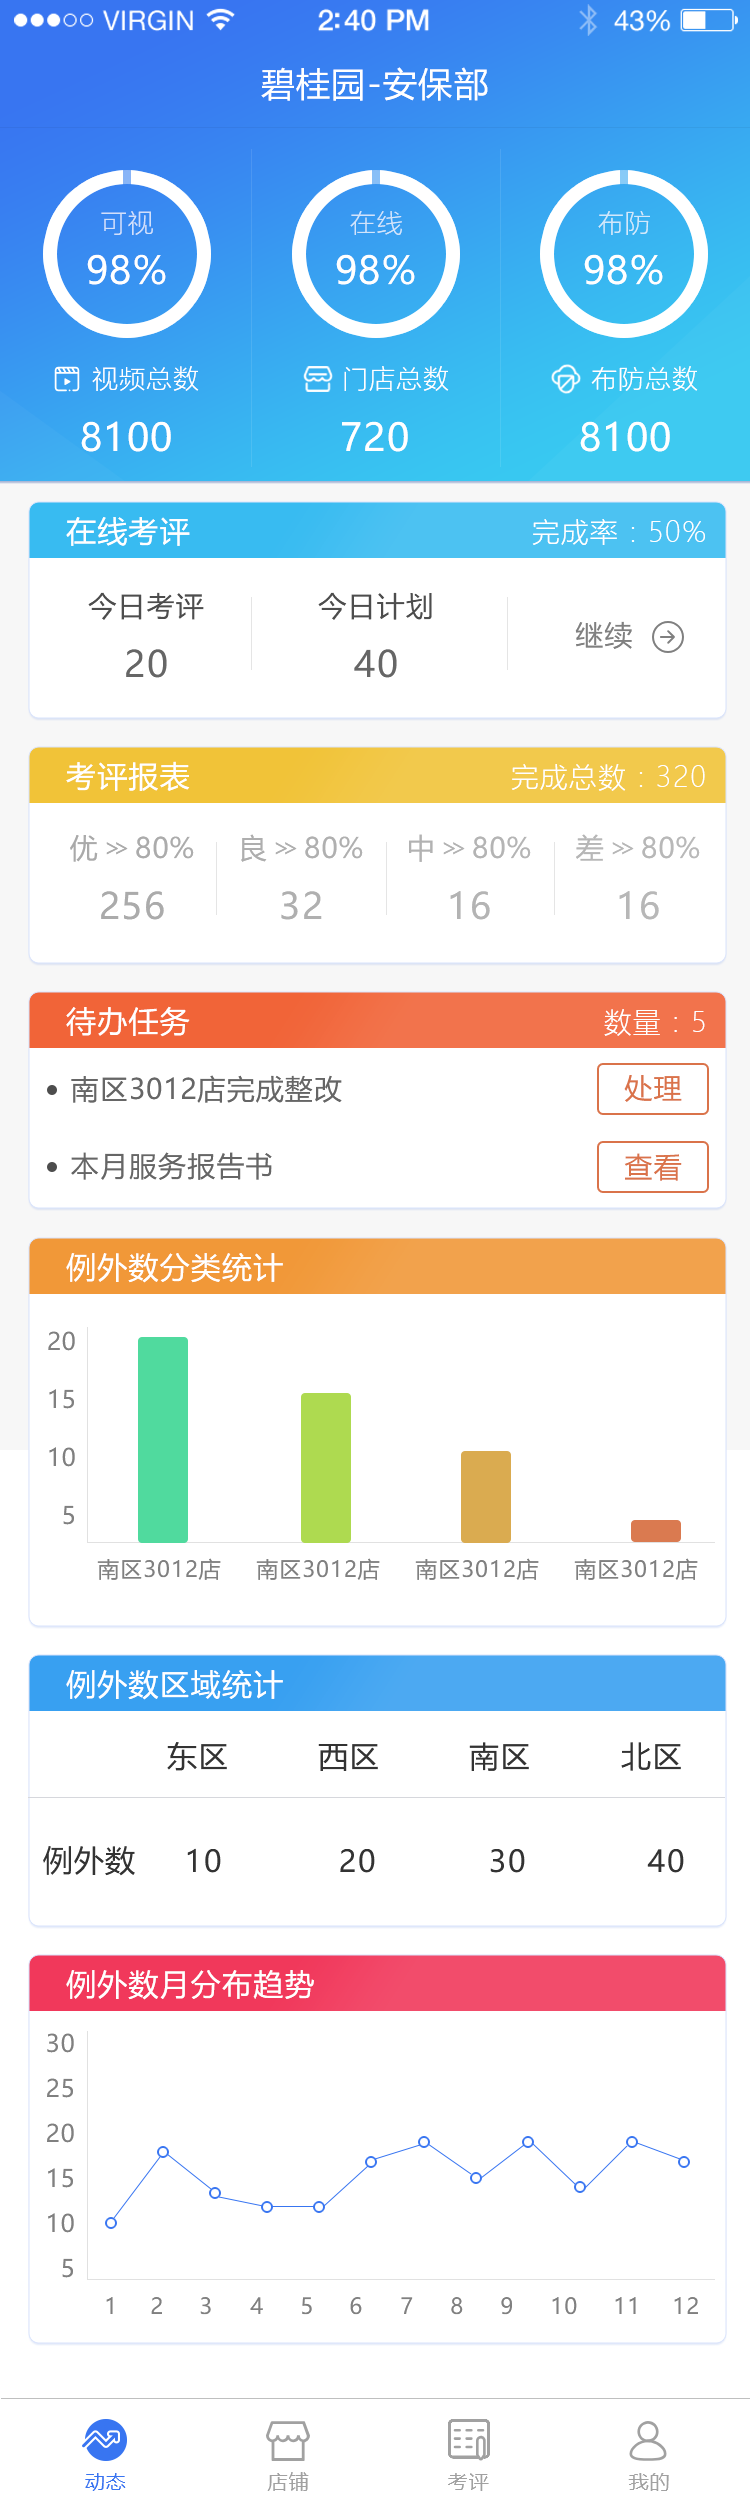 VIRGIN 2:40 PM 43%
碧桂园-安保部
可视 在线 布防
98% 98% 98%
视频总数 门店总数 布防总数
8100 720 8100
在线考评 完成率：50%
今日考评 今日计划
继续
20 40
考评报表 完成总数：320
优 >> 80% 良 >> 80% 中 >> 80% 差 >> 80%
256 32 16 16
待办任务 数量：5
南区3012店完成整改 处理
本月服务报告书 查看
例外数分类统计
20
15
10
5
南区3012店 南区3012店 南区3012店 南区3012店
例外数区域统计
东区 西区 南区 北区
例外数 10 20 30 40
例外数月分布趋势
30
25
20
15
10
5
1 2 3 4 5 6 7 8 9 10 11 12
动态 店铺 考评 我的